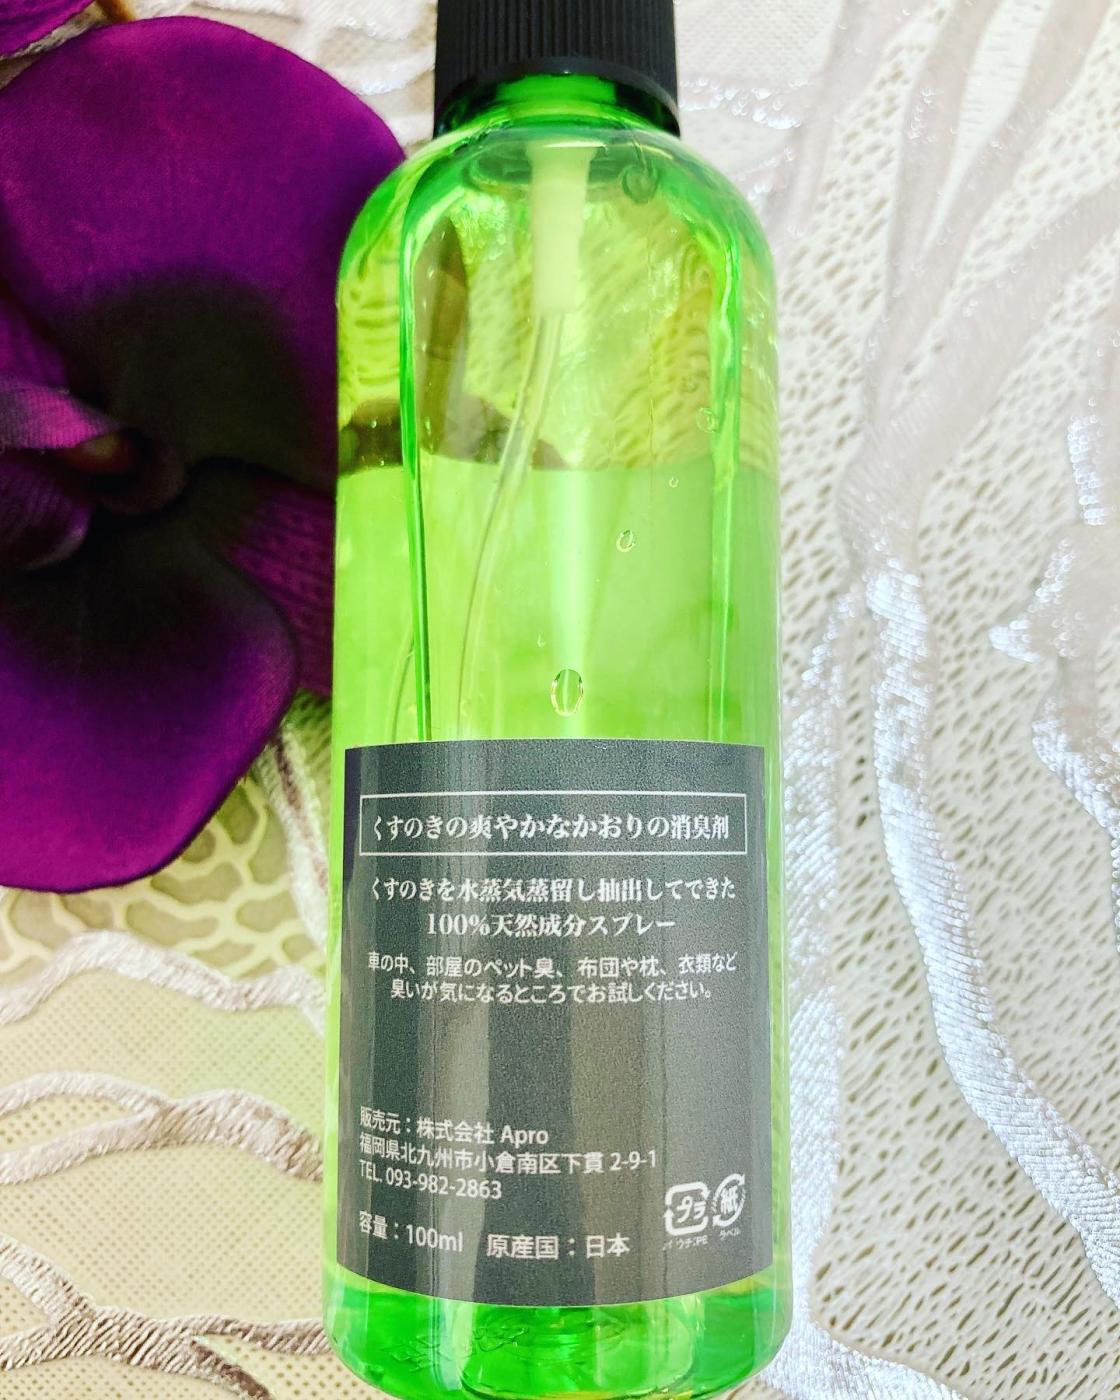 くすのきの爽やかなかおりの消臭剤
くすのきを水蒸気蒸留し抽出してできた
100%天然成分スプレー
車の中、部屋のペット臭、布団や枕、衣類など
臭いが気になるところでお試しください。
販売元：株式会社 Apro
福岡県北九州市小倉南区下貫 2-9-1
TEL. 093-982-2863
容量：100ml 原産国：日本
プラ 紙
ラベル